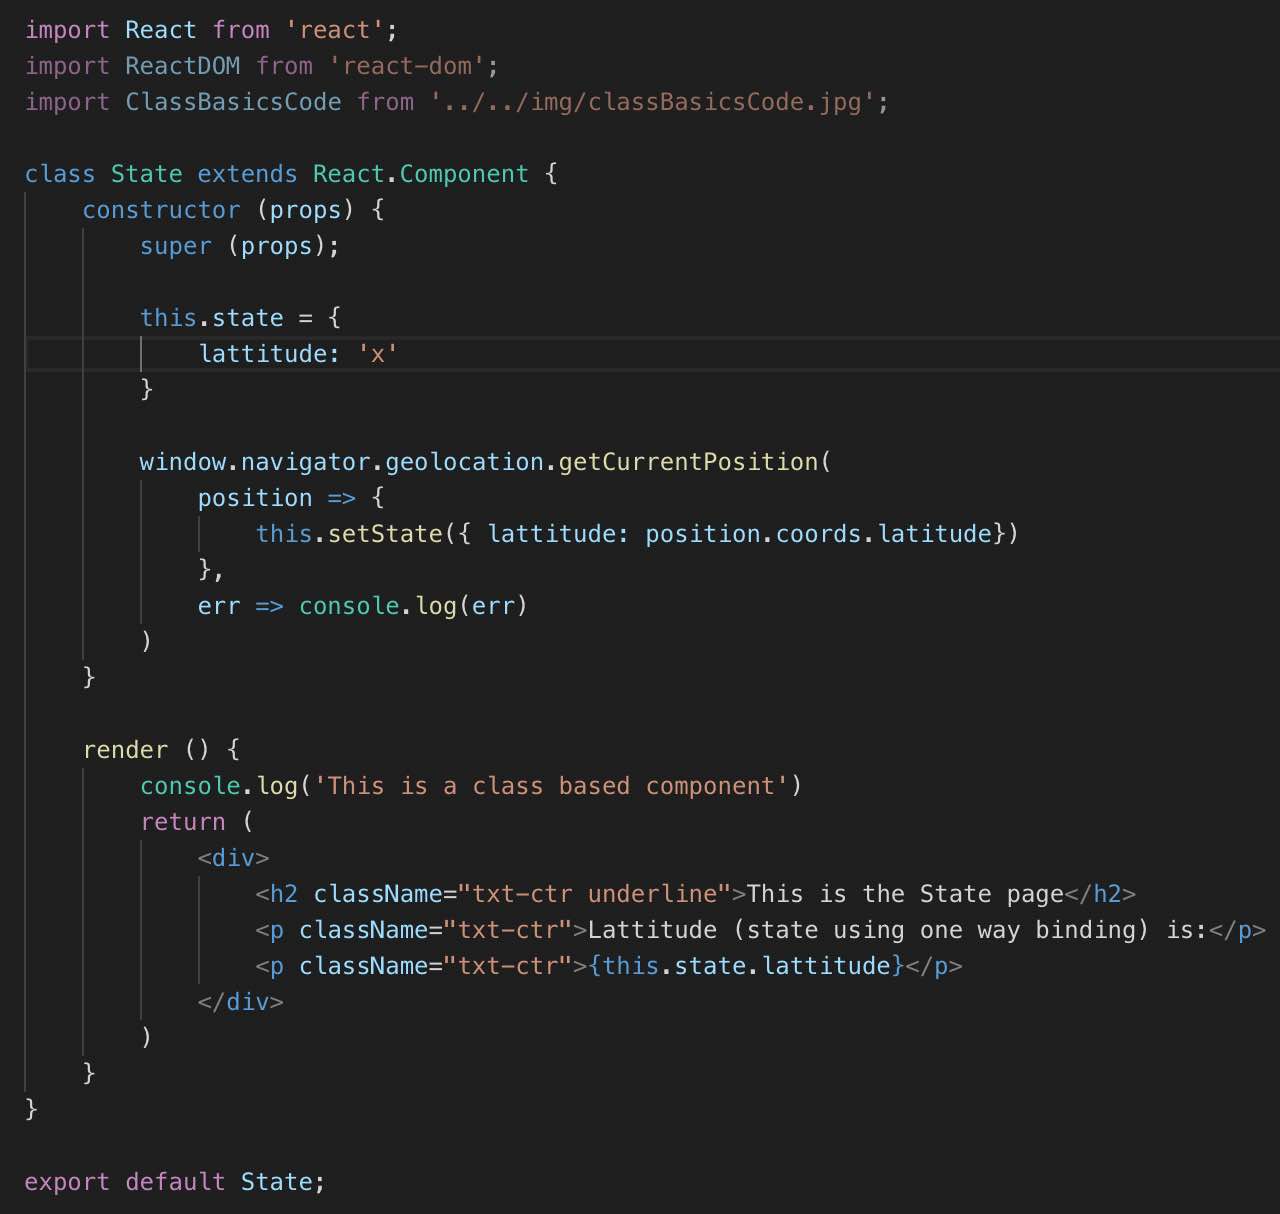 import React from 'react';
import ReactDOM from 'react-dom';
import ClassBasicsCode from '../../img/classBasicsCode.jpg';

class State extends React.Component {
    constructor (props) {
        super (props);

        this.state = {
            lattitude: 'x'
        }

        window.navigator.geolocation.getCurrentPosition(
            position => {
                this.setState({ lattitude: position.coords.latitude})
            },
            err => console.log(err)
        )
    }

    render () {
        console.log('This is a class based component')
        return (
            <div>
                <h2 className="txt-ctr underline">This is the State page</h2>
                <p className="txt-ctr">Lattitude (state using one way binding) is:</p>
                <p className="txt-ctr">{this.state.lattitude}</p>
            </div>
        )
    }
}

export default State;